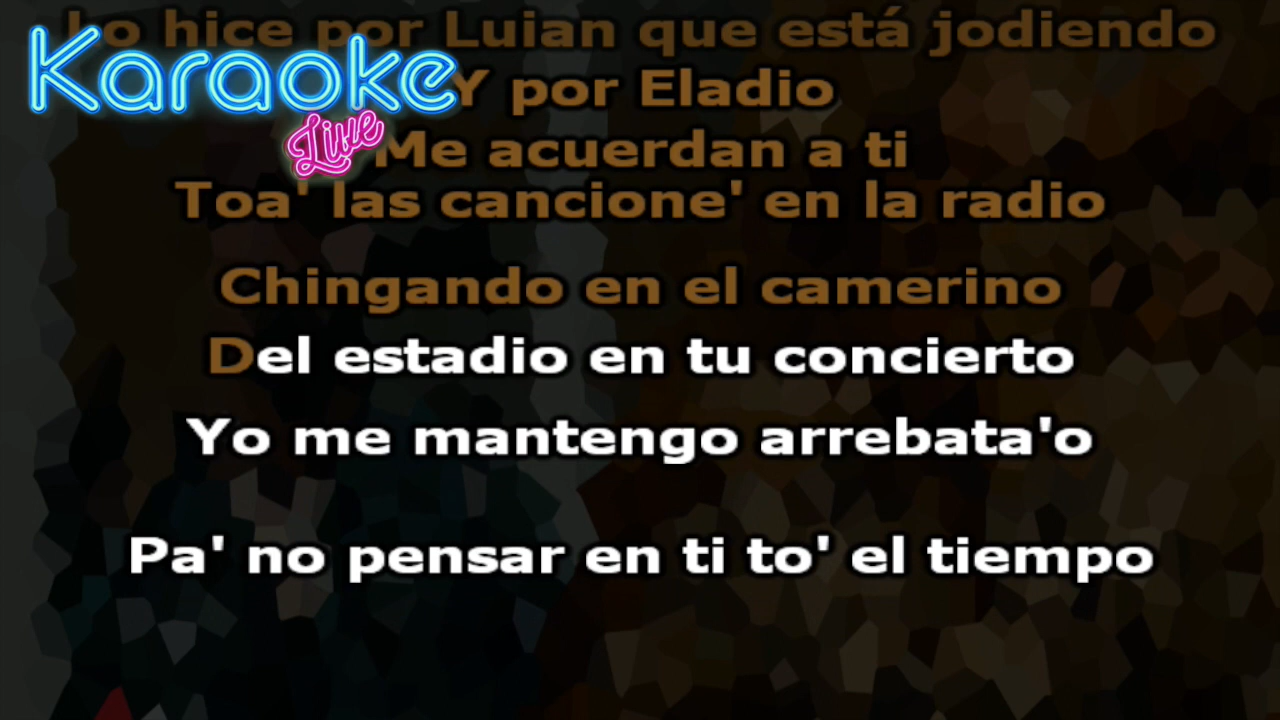 Lo hice por Luian que está jodiendo
Karaoke
Live
Y por Eladio
Me acuerdan a ti
Toa' las cancione' en la radio
Chingando en el camerino
Del estadio en tu concierto
Yo me mantengo arrebata'o
Pa' no pensar en ti to' el tiempo